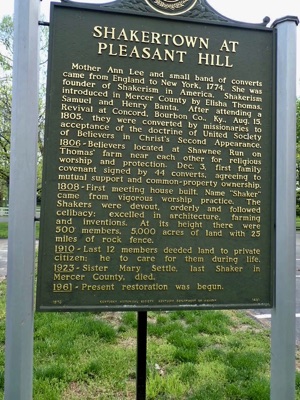 SHAKERTOWN AT
PLEASANT HILL
Mother Ann Lee and small band of converts
came from England to New York, 1774. She was
founder of Shakerism in America. Shakerism
introduced in Mercer County by Elisha Thomas,
Samuel and Henry Banta. After attending a
Revival at Concord, Bourbon Co., Ky., Aug. 15,
1805, they were converted by missionaries to
acceptance of the doctrine of United Society
of Believers in Christ's Second Appearance.
1806-Believers located at Shawnee Run on
Thomas' farm near each other for religious
worship and protection. Dec. 3, first family
covenant signed by 44 converts, agreeing to
mutual support and common-property ownership.
1808-First meeting house built. Name "Shaker"
came from vigorous worship practice. The
Shakers were devout, orderly and followed
celibacy; excelled in architecture, farming
and inventions. At its height there were
500 members, 5,000 acres of land with 25
miles of rock fence.
1910-Last 12 members deeded land to private
citizen; he to care for them during life.
1923-Sister Mary Settle, last Shaker in
Mercer County, died.
1961-Present restoration was begun.
KENTUCKY HISTORICAL SOCIETY KENTUCKY DEPARTMENT OF HIGHWAYS